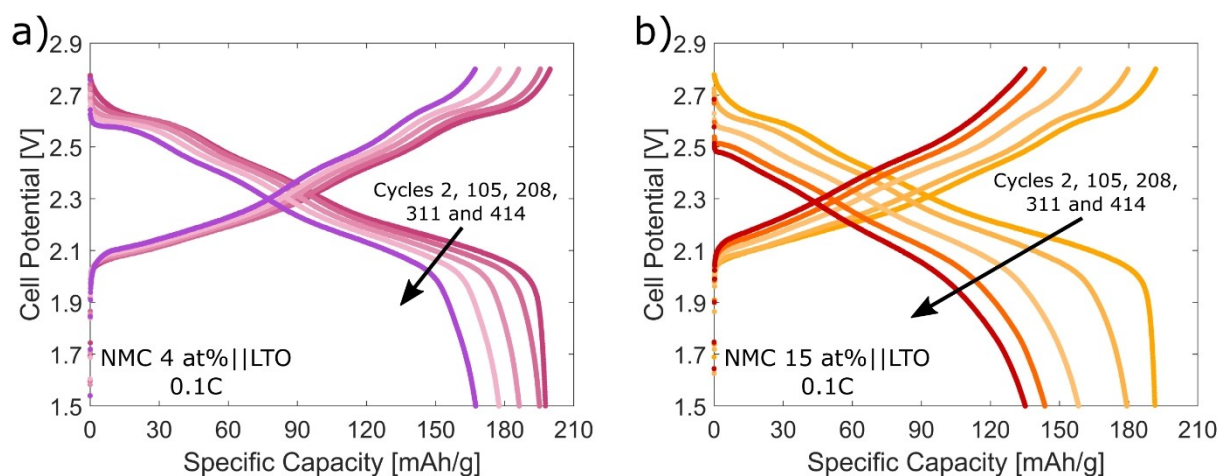 a)
2.9
2.7
2.5
2.3
2.1
1.9
1.7
1.5
Cell Potential [V]
Cycles 2, 105, 208,
311 and 414
NMC 4 at%||LTO
0.1C
0 30 60 90 120 150 180 210
Specific Capacity [mAh/g]
b)
2.9
2.7
2.5
2.3
2.1
1.9
1.7
1.5
Cell Potential [V]
Cycles 2, 105, 208,
311 and 414
NMC 15 at%||LTO
0.1C
0 30 60 90 120 150 180 210
Specific Capacity [mAh/g]